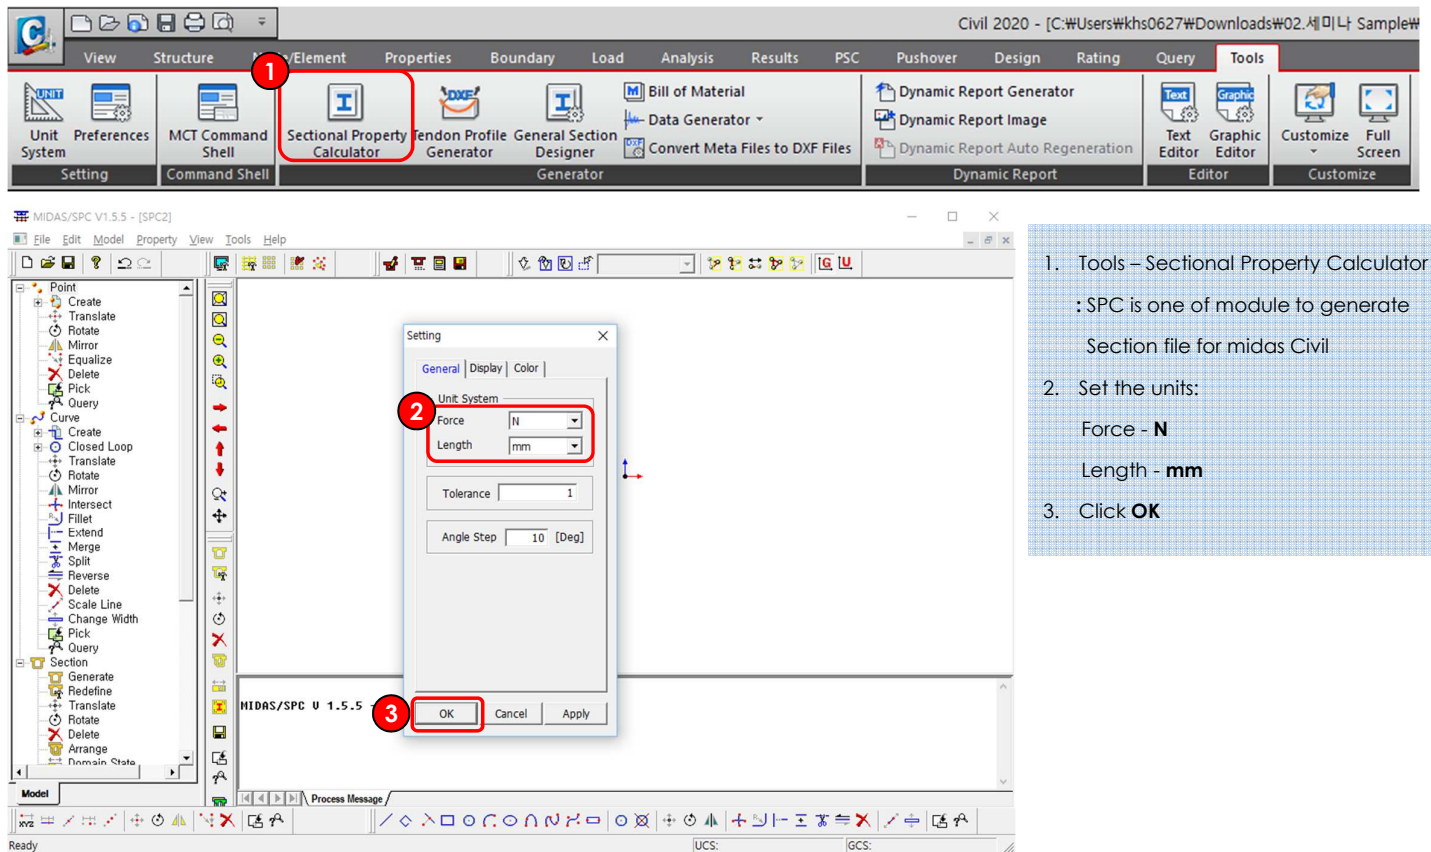 Civil 2020 - [C:₩Users₩khs0627₩Downloads₩02.세미나 Sample₩
View Structure Node/Element Properties Boundary Load Analysis Results PSC Pushover Design Rating Query Tools
1
Unit System
Preferences
MCT Command Shell
Sectional Property Calculator
Tendon Profile Generator
General Section Designer
Bill of Material
Data Generator
Convert Meta Files to DXF Files
Dynamic Report Generator
Dynamic Report Image
Dynamic Report Auto Regeneration
Text Editor
Graphic Editor
Customize
Full Screen
Setting Command Shell Generator Dynamic Report Editor Customize
MIDAS/SPC V1.5.5 - [SPC2]
File Edit Model Property View Tools Help
Point
Create
Translate
Rotate
Mirror
Equalize
Delete
Pick
Query
Curve
Create
Closed Loop
Translate
Rotate
Mirror
Intersect
Fillet
Extend
Merge
Split
Reverse
Delete
Scale Line
Change Width
Pick
Query
Section
Generate
Redefine
Translate
Rotate
Delete
Arrange
Domain State
Model
Setting
General Display Color
Unit System
2
Force N
Length mm
Tolerance 1
Angle Step 10 [Deg]
3
OK Cancel Apply
MIDAS/SPC V 1.5.5 -
Process Message
Ready UCS: GCS:
1. Tools – Sectional Property Calculator
: SPC is one of module to generate
Section file for midas Civil
2. Set the units:
Force - N
Length - mm
3. Click OK